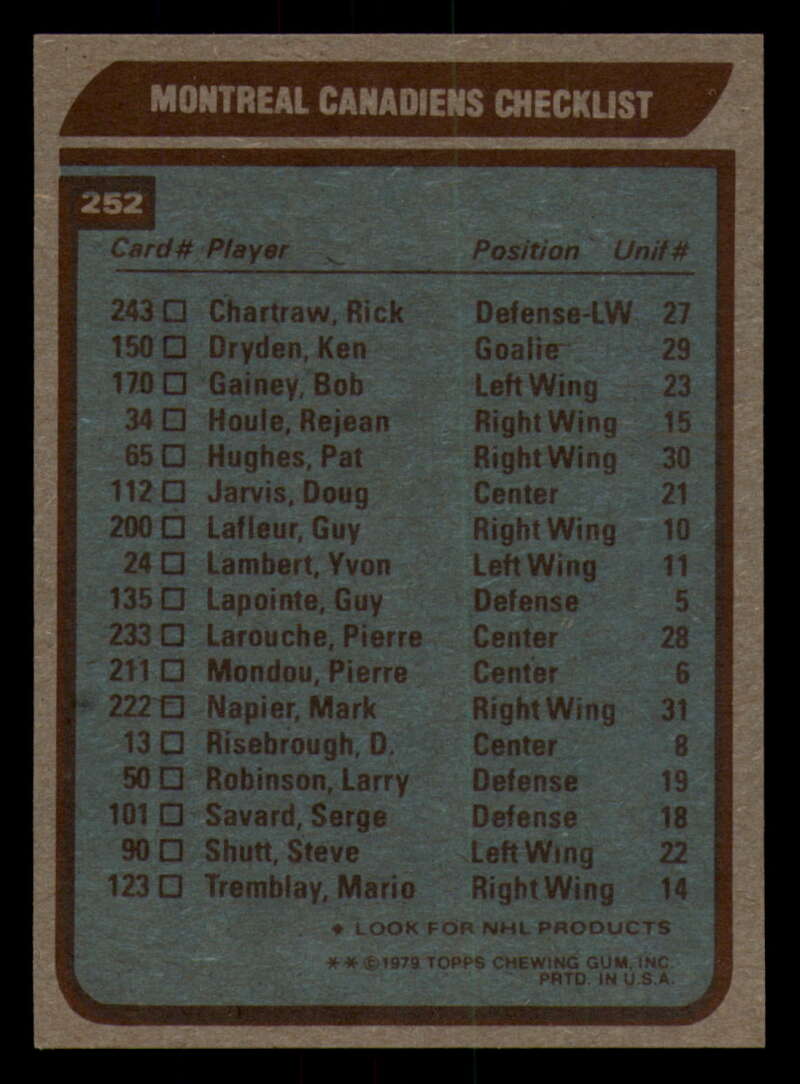 MONTREAL CANADIENS CHECKLIST
252
Card# Player Position Unif#
243 □ Chartraw, Rick Defense-LW 27
150 □ Dryden, Ken Goalie 29
170 □ Gainey, Bob Left Wing 23
34 □ Houle, Rejean Right Wing 15
65 □ Hughes, Pat Right Wing 30
112 □ Jarvis, Doug Center 21
200 □ Lafleur, Guy Right Wing 10
24 □ Lambert, Yvon Left Wing 11
135 □ Lapointe, Guy Defense 5
233 □ Larouche, Pierre Center 28
211 □ Mondou, Pierre Center 6
222 □ Napier, Mark Right Wing 31
13 □ Risebrough, D. Center 8
50 □ Robinson, Larry Defense 19
101 □ Savard, Serge Defense 18
90 □ Shutt, Steve Left Wing 22
123 □ Tremblay, Mario Right Wing 14
♦ LOOK FOR NHL PRODUCTS
**©1979 TOPPS CHEWING GUM, INC.
PRTD. IN U.S.A.